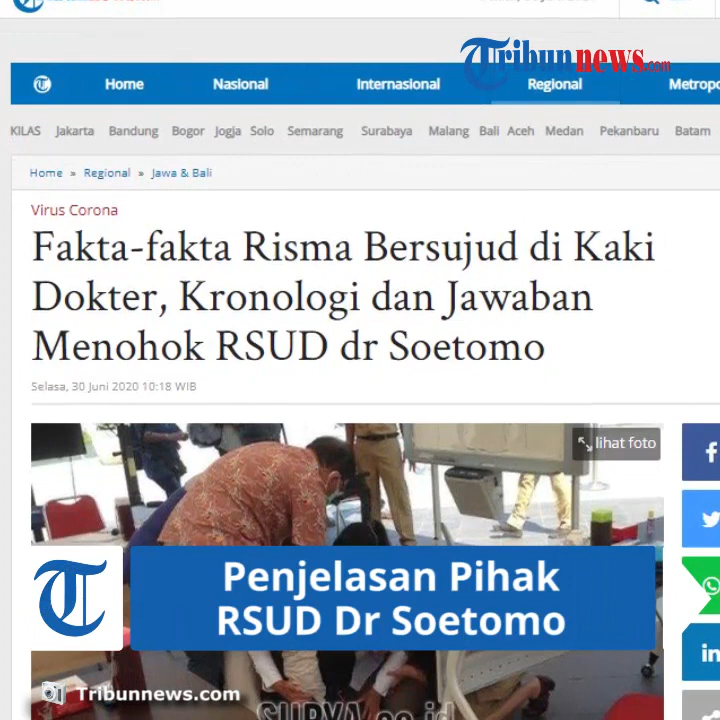 Tribunnews.com
Home Nasional Internasional Regional
KILAS Jakarta Bandung Bogor Jogja Solo Semarang Surabaya Malang Bali Aceh Medan Pekanbaru Batam
Home » Regional » Jawa & Bali
Virus Corona
Fakta-fakta Risma Bersujud di Kaki
Dokter, Kronologi dan Jawaban
Menohok RSUD dr Soetomo
Selasa, 30 Juni 2020 10:18 WIB
lihat foto
Penjelasan Pihak
RSUD Dr Soetomo
Tribunnews.com
SURYA.co.id